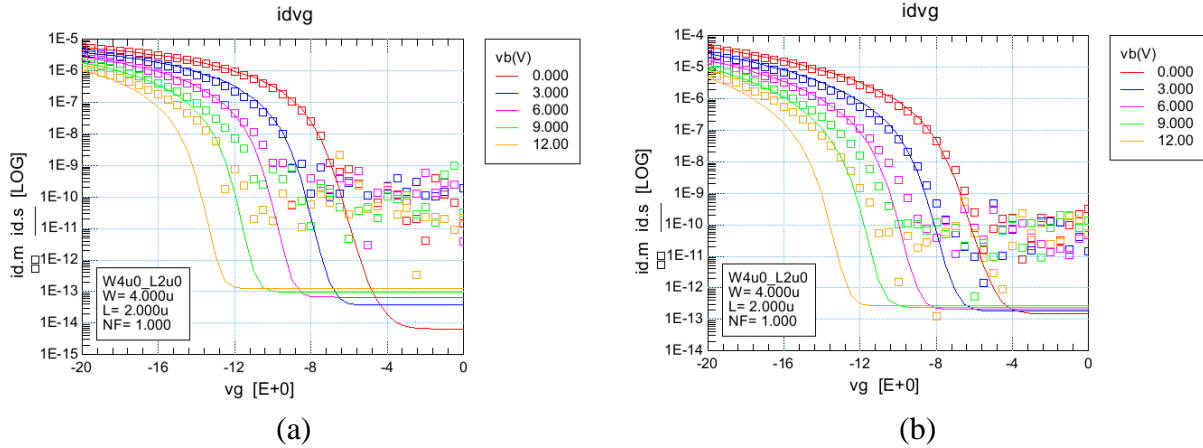 idvg
1E-5
1E-6
1E-7
1E-8
1E-9
1E-10
1E-11
1E-12
1E-13
1E-14
1E-15
id.m id.s [LOG]
-20
-16
-12
-8
-4
0
vg [E+0]
W4u0_L2u0
W= 4.000u
L= 2.000u
NF= 1.000
vb(V)
0.000
3.000
6.000
9.000
12.00
(a)
idvg
1E-4
1E-5
1E-6
1E-7
1E-8
1E-9
1E-10
1E-11
1E-12
1E-13
1E-14
id.m id.s [LOG]
-20
-16
-12
-8
-4
0
vg [E+0]
W4u0_L2u0
W= 4.000u
L= 2.000u
NF= 1.000
vb(V)
0.000
3.000
6.000
9.000
12.00
(b)